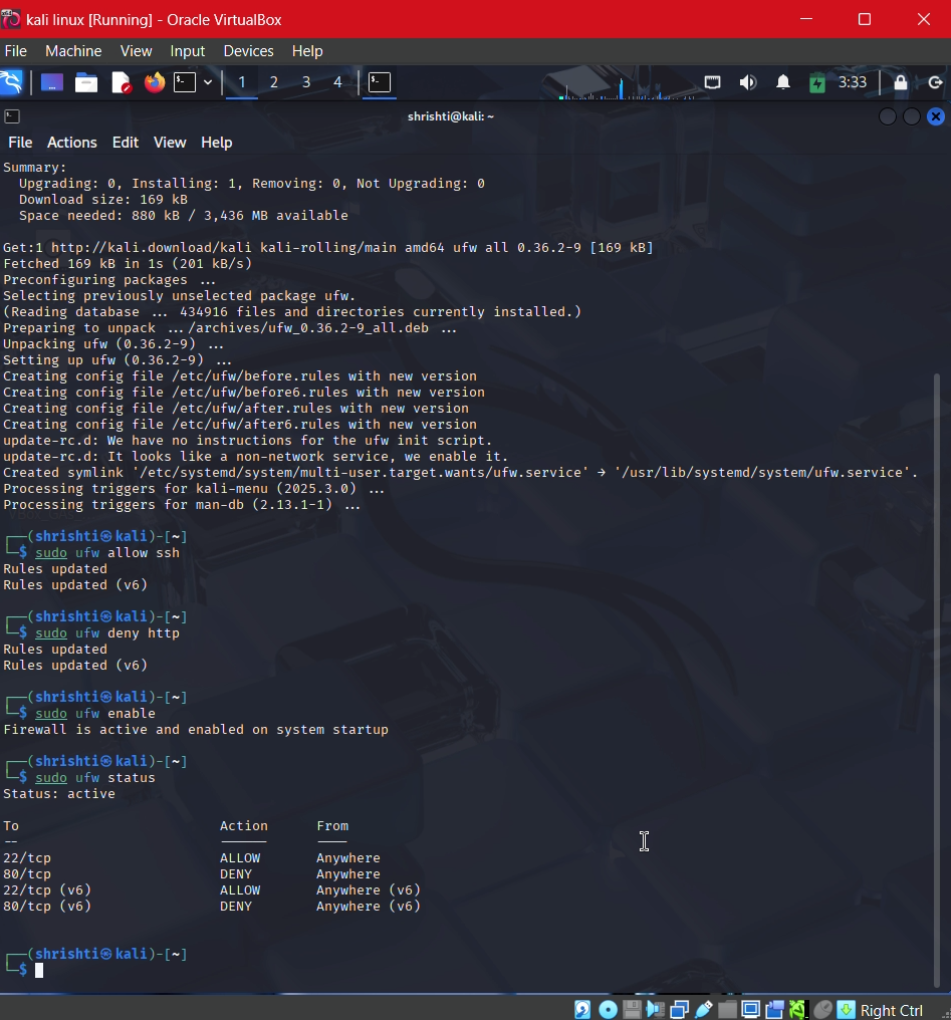 kali linux [Running] - Oracle VirtualBox
File Machine View Input Devices Help
1 2 3 4 3:33
shrishti@kali: ~
File Actions Edit View Help
Summary:
  Upgrading: 0, Installing: 1, Removing: 0, Not Upgrading: 0
  Download size: 169 kB
  Space needed: 880 kB / 3,436 MB available

Get:1 http://kali.download/kali kali-rolling/main amd64 ufw all 0.36.2-9 [169 kB]
Fetched 169 kB in 1s (201 kB/s)
Preconfiguring packages ...
Selecting previously unselected package ufw.
(Reading database ... 434916 files and directories currently installed.)
Preparing to unpack .../archives/ufw_0.36.2-9_all.deb ...
Unpacking ufw (0.36.2-9) ...
Setting up ufw (0.36.2-9) ...
Creating config file /etc/ufw/before.rules with new version
Creating config file /etc/ufw/before6.rules with new version
Creating config file /etc/ufw/after.rules with new version
Creating config file /etc/ufw/after6.rules with new version
update-rc.d: We have no instructions for the ufw init script.
update-rc.d: It looks like a non-network service, we enable it.
Created symlink '/etc/systemd/system/multi-user.target.wants/ufw.service' → '/usr/lib/systemd/system/ufw.service'.
Processing triggers for kali-menu (2025.3.0) ...
Processing triggers for man-db (2.13.1-1) ...

┌──(shrishti㉿kali)-[~]
└─$ sudo ufw allow ssh
Rules updated
Rules updated (v6)

┌──(shrishti㉿kali)-[~]
└─$ sudo ufw deny http
Rules updated
Rules updated (v6)

┌──(shrishti㉿kali)-[~]
└─$ sudo ufw enable
Firewall is active and enabled on system startup

┌──(shrishti㉿kali)-[~]
└─$ sudo ufw status
Status: active

To                         Action      From
--                         ------      ----
22/tcp                     ALLOW       Anywhere
80/tcp                     DENY        Anywhere
22/tcp (v6)                ALLOW       Anywhere (v6)
80/tcp (v6)                DENY        Anywhere (v6)

┌──(shrishti㉿kali)-[~]
└─$
Right Ctrl